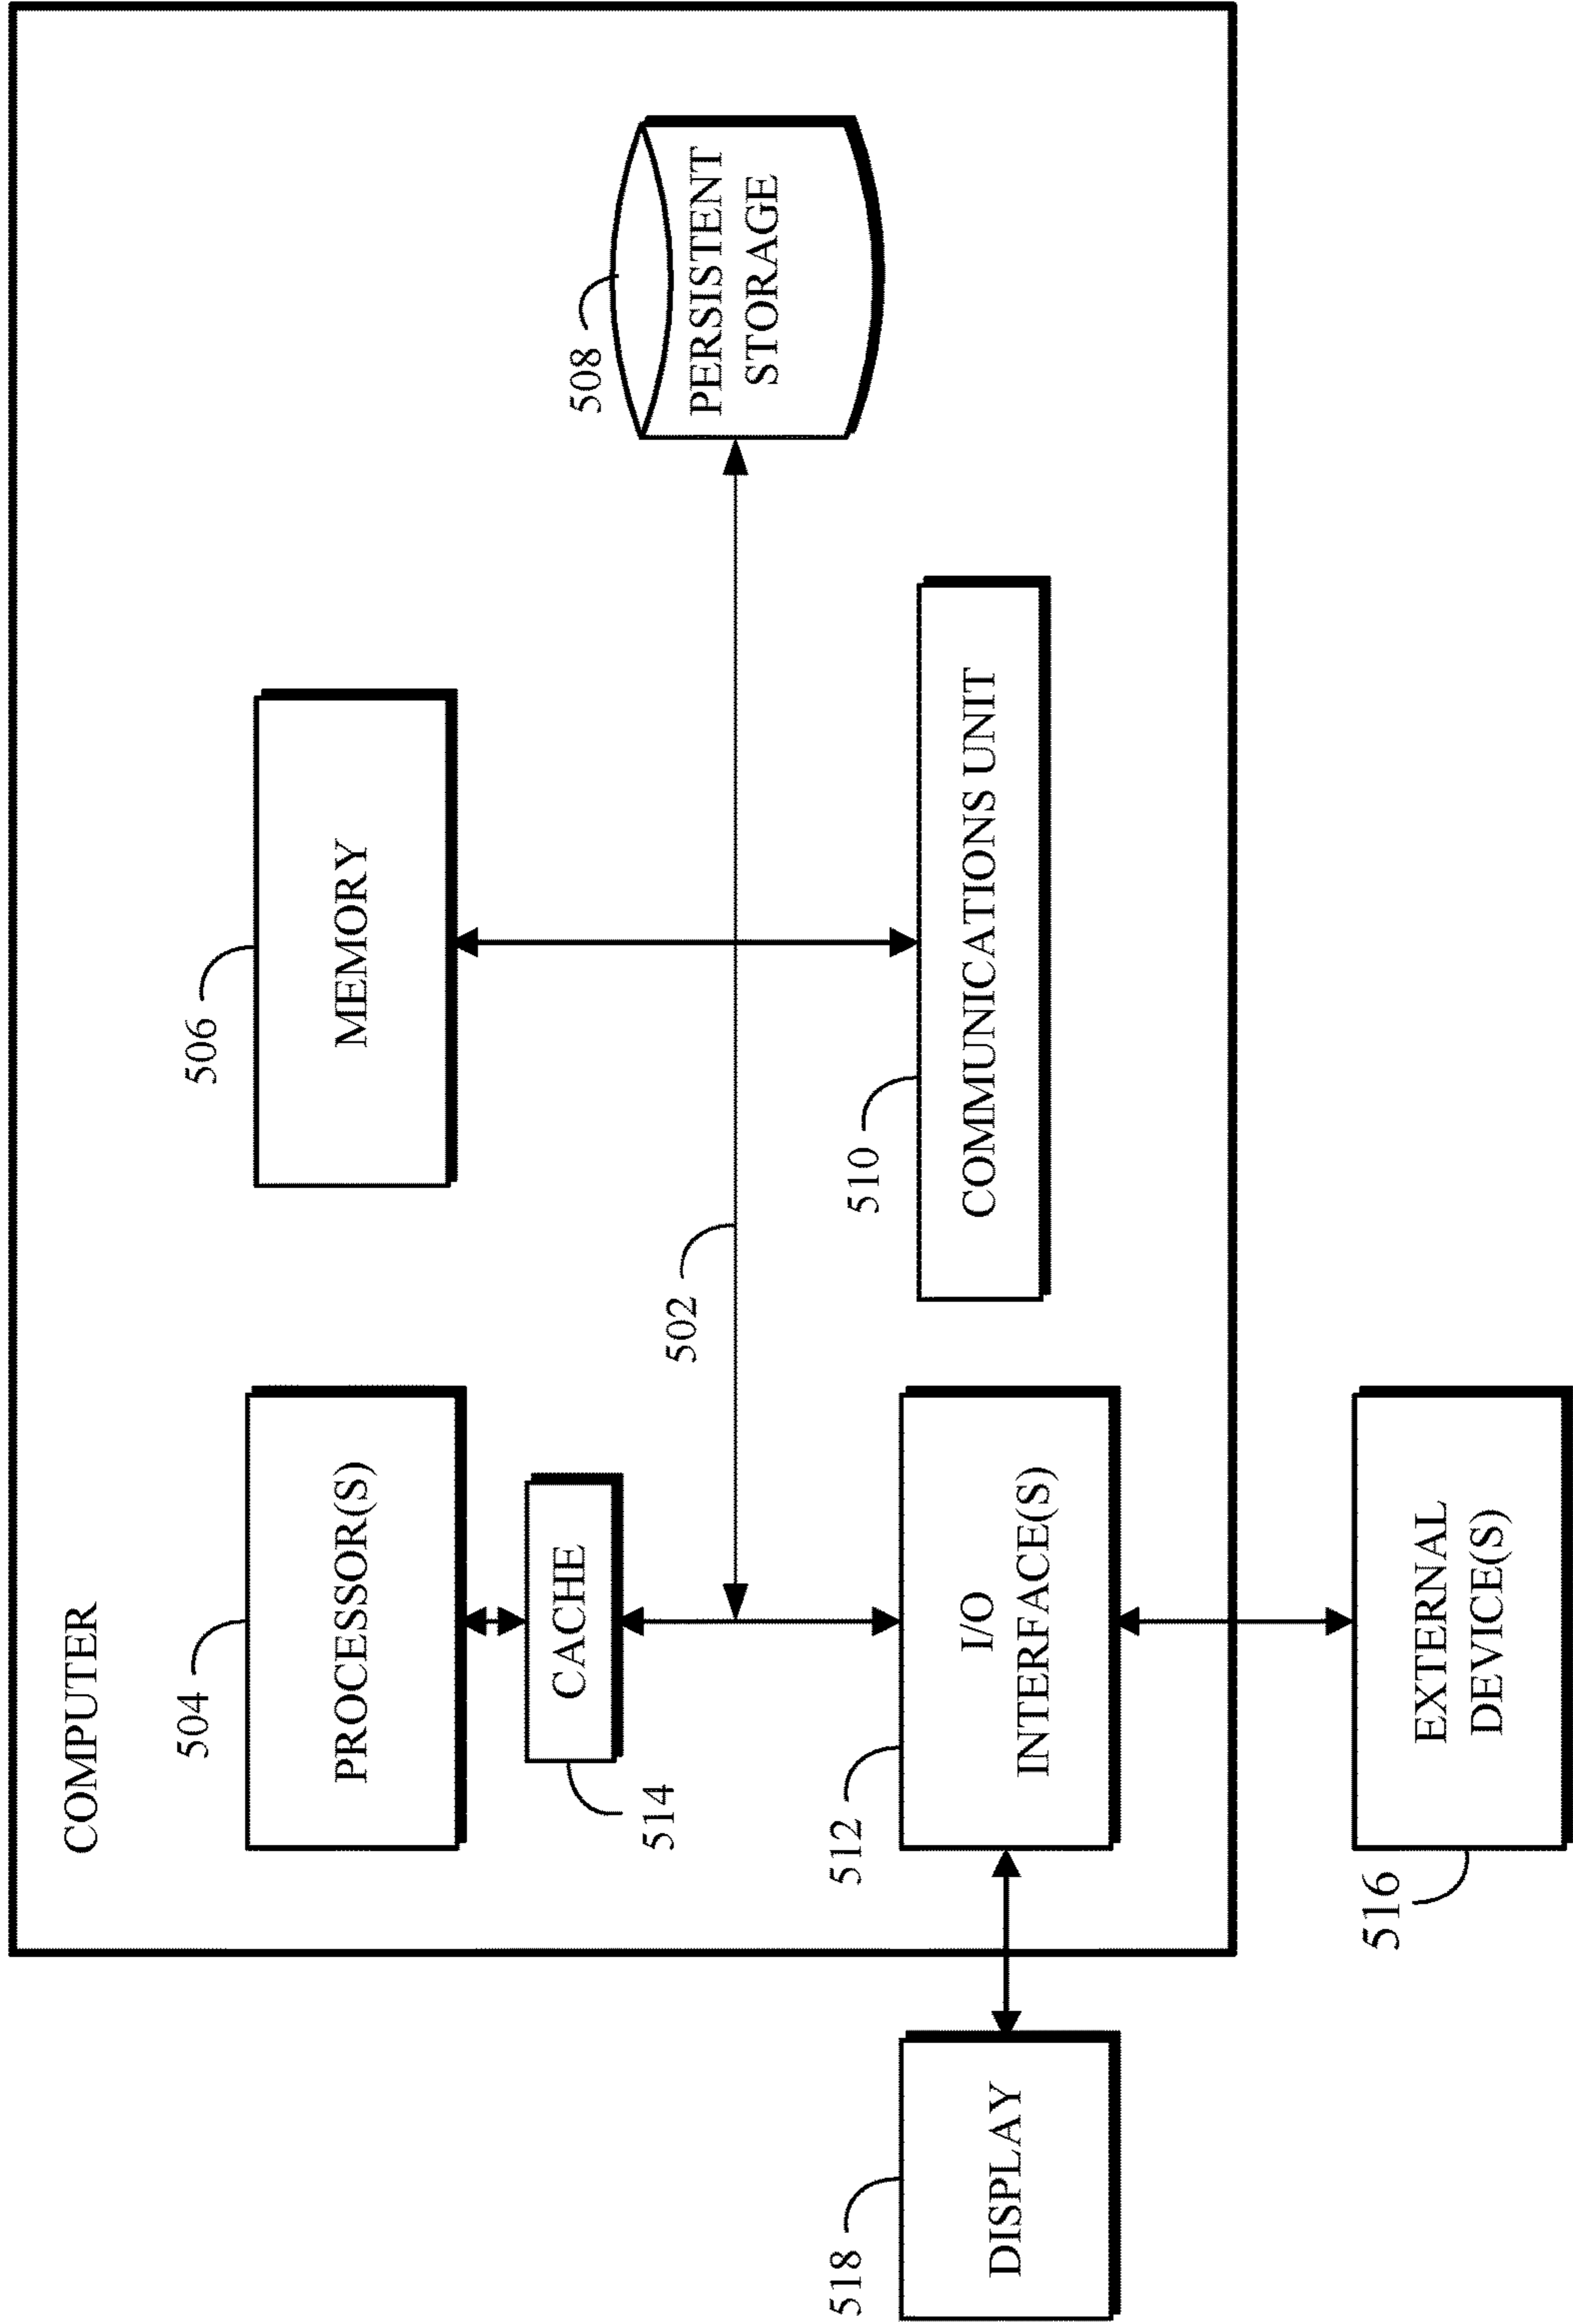 COMPUTER
504
PROCESSOR(S)
506
MEMORY
514
CACHE
502
508
PERSISTENT
STORAGE
518
DISPLAY
512
I/O
INTERFACE(S)
510
COMMUNICATIONS UNIT
516
EXTERNAL
DEVICE(S)